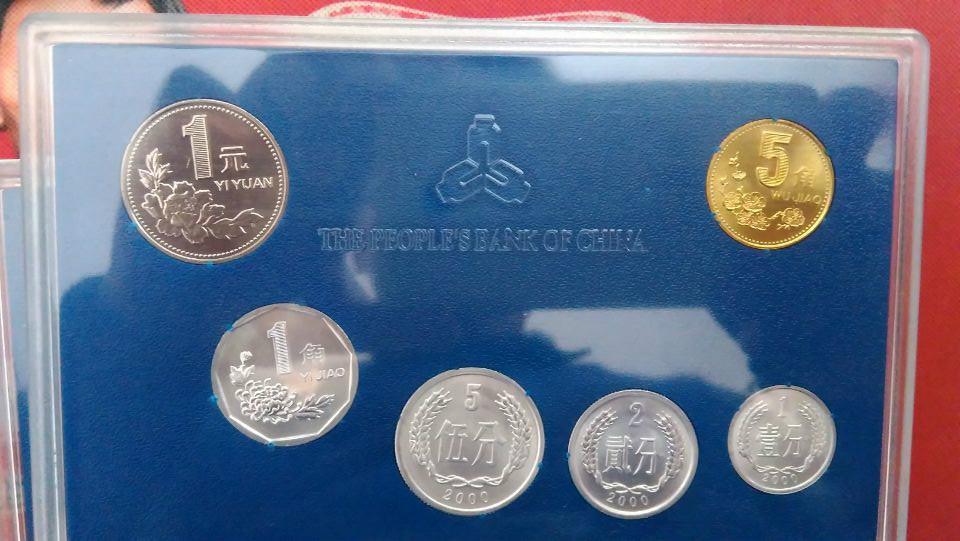 1元
YI YUAN
5角
WU JIAO
THE PEOPLE'S BANK OF CHINA
1角
YI JIAO
5
伍分
2000
2
贰分
2000
1
壹分
2000